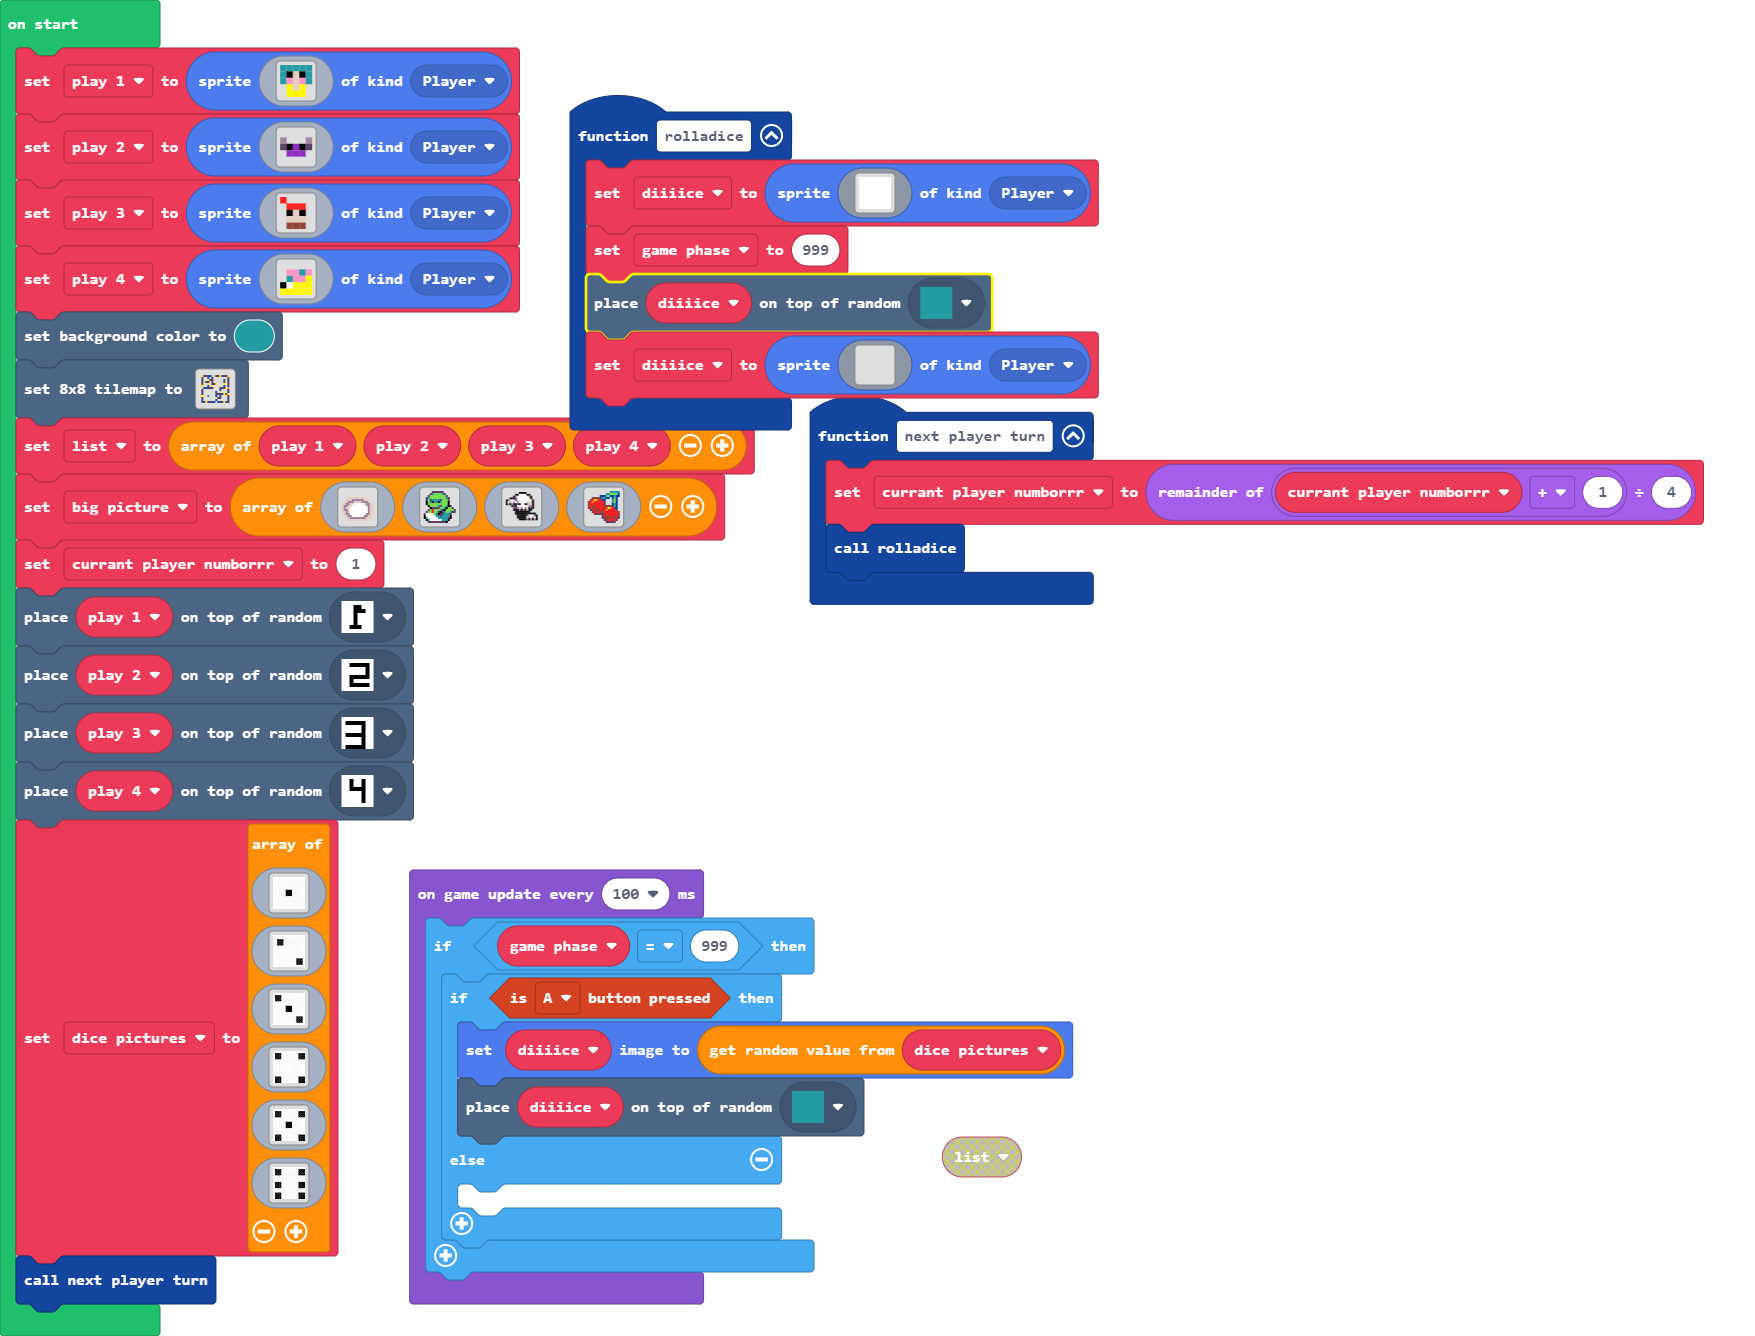 on start
set play 1 to sprite of kind Player
set play 2 to sprite of kind Player
set play 3 to sprite of kind Player
set play 4 to sprite of kind Player
set background color to
set 8x8 tilemap to
set list to array of play 1 play 2 play 3 play 4
set big picture to array of
set currant player numborrr to 1
place play 1 on top of random 1
place play 2 on top of random 2
place play 3 on top of random 3
place play 4 on top of random 4
set dice pictures to array of
call next player turn
function rolladice
set diiiice to sprite of kind Player
set game phase to 999
place diiiice on top of random
set diiiice to sprite of kind Player
function next player turn
set currant player numborrr to remainder of currant player numborrr + 1 ÷ 4
call rolladice
on game update every 100 ms
if game phase = 999 then
if is A button pressed then
set diiiice image to get random value from dice pictures
place diiiice on top of random
else
list